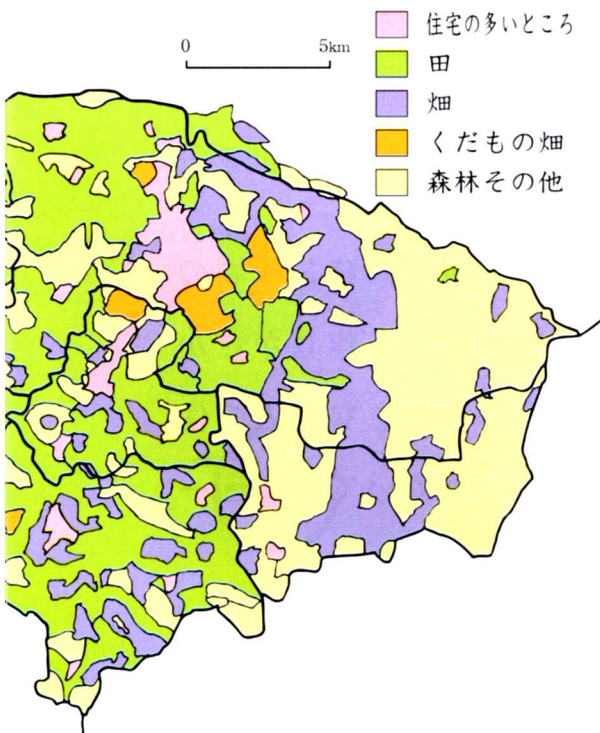 0 5km
住宅の多いところ
田
畑
くだもの畑
森林その他